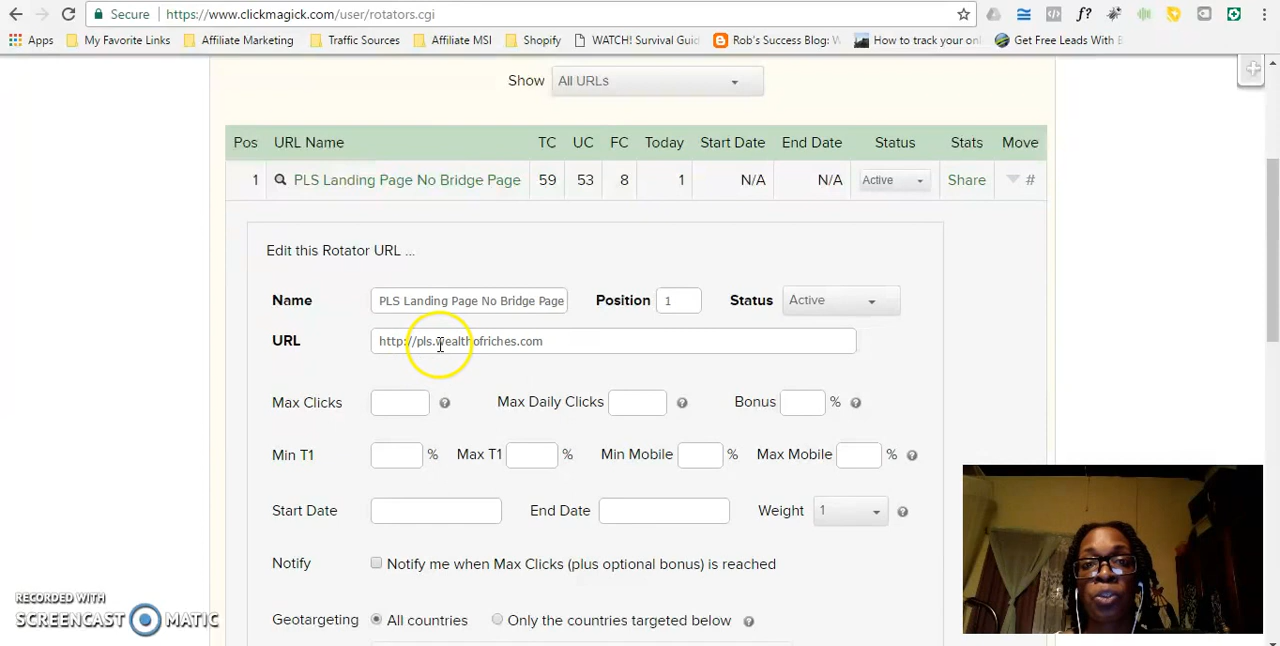 Secure https://www.clickmagick.com/user/rotators.cgi
Apps My Favorite Links Affiliate Marketing Traffic Sources Affiliate MSI Shopify WATCH! Survival Guid Rob's Success Blog: How to track your onl Get Free Leads With
Show All URLs
Pos URL Name TC UC FC Today Start Date End Date Status Stats Move
1 PLS Landing Page No Bridge Page 59 53 8 1 N/A N/A Active Share #
Edit this Rotator URL ...
Name PLS Landing Page No Bridge Page Position 1 Status Active
URL http://pls.wealthofriches.com
Max Clicks Max Daily Clicks Bonus %
Min T1 % Max T1 % Min Mobile % Max Mobile %
Start Date End Date Weight 1
Notify Notify me when Max Clicks (plus optional bonus) is reached
Geotargeting All countries Only the countries targeted below
RECORDED WITH
SCREENCAST MATIC